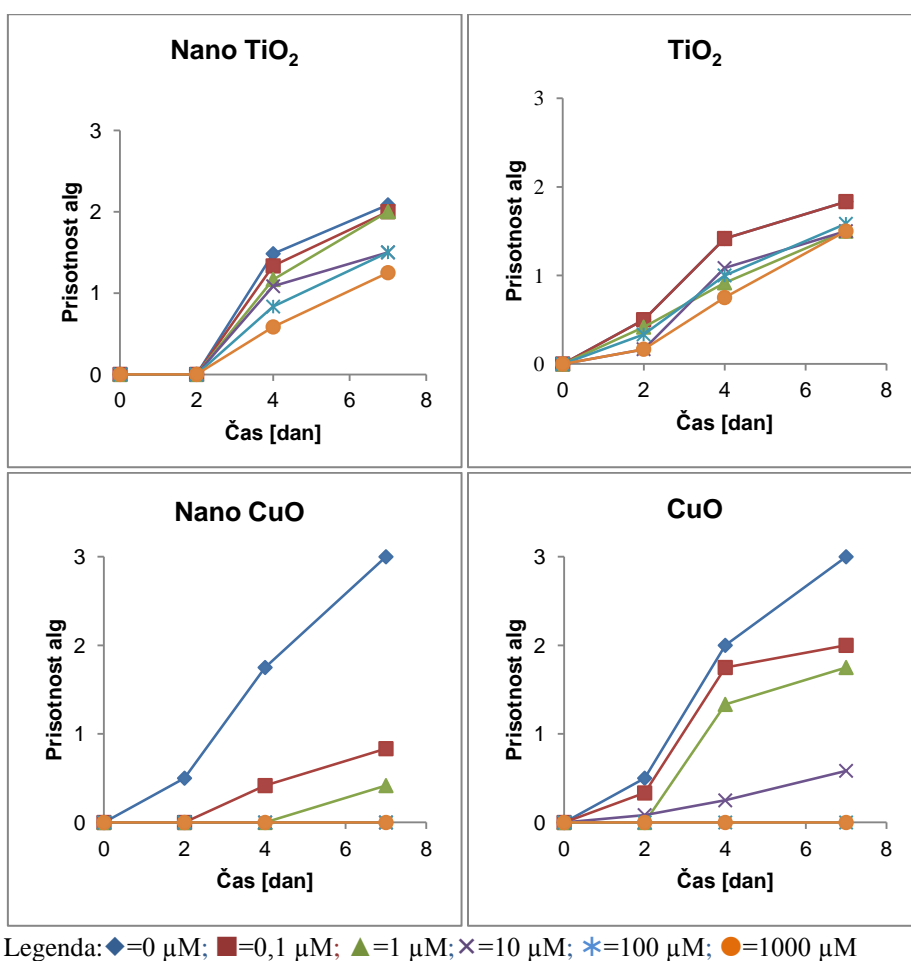 Nano TiO₂
3
2
1
0
0 2 4 6 8
Prisotnost alg
Čas [dan]
TiO₂
3
2
1
0
0 2 4 6 8
Prisotnost alg
Čas [dan]
Nano CuO
3
2
1
0
0 2 4 6 8
Prisotnost alg
Čas [dan]
CuO
3
2
1
0
0 2 4 6 8
Prisotnost alg
Čas [dan]
Legenda: ◆=0 µM; ■=0,1 µM; ▲=1 µM; ×=10 µM; ✳=100 µM; ●=1000 µM